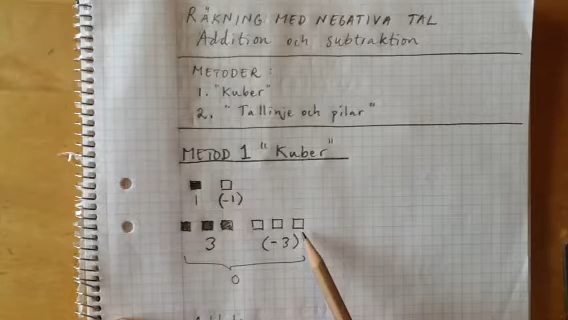 RÄKNING MED NEGATIVA TAL
Addition och subtraktion
METODER:
1. "Kuber"
2. "Tallinje och pilar"
METOD 1 "Kuber"
1 (-1)
3 (-3)
0